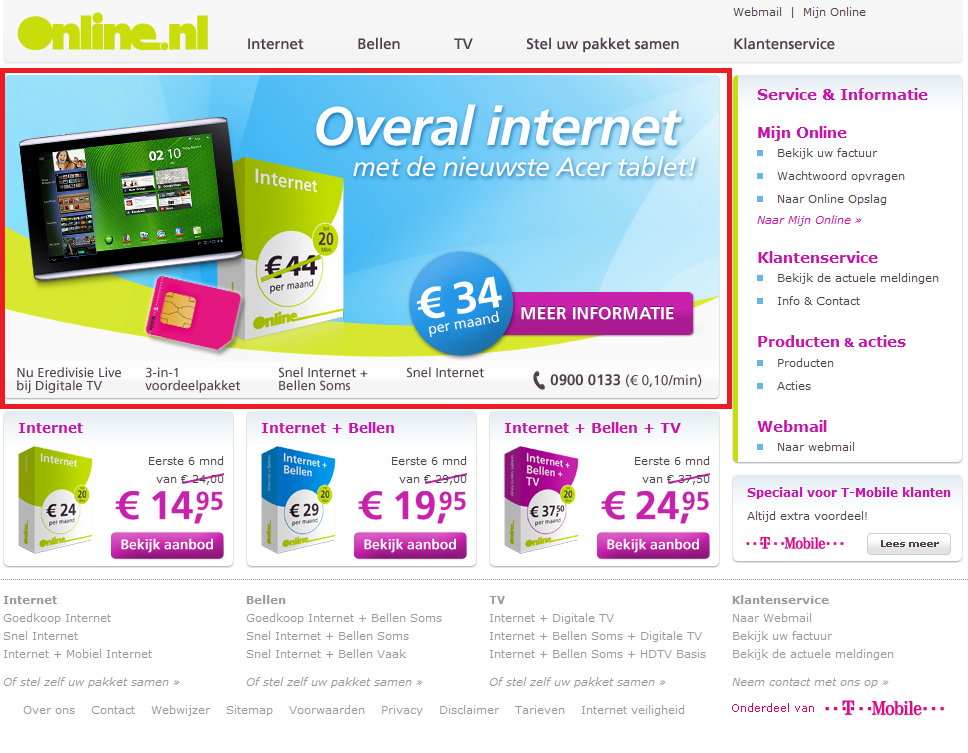 Online.nl
Webmail | Mijn Online
Internet Bellen TV Stel uw pakket samen Klantenservice
Overal internet
met de nieuwste Acer tablet!
02 10
Internet
tot 20 Mb/s
€ 44
per maand
Online
€ 34
per maand
MEER INFORMATIE
Nu Eredivisie Live
bij Digitale TV
3-in-1
voordeelpakket
Snel Internet +
Bellen Soms
Snel Internet
0900 0133 (€ 0,10/min)
Service & Informatie
Mijn Online
Bekijk uw factuur
Wachtwoord opvragen
Naar Online Opslag
Naar Mijn Online »
Klantenservice
Bekijk de actuele meldingen
Info & Contact
Producten & acties
Producten
Acties
Webmail
Naar webmail
Internet
Internet
20
€ 24
per maand
Online
Eerste 6 mnd
van € 24,00
€ 14,95
Bekijk aanbod
Internet + Bellen
Internet +
Bellen
20
€ 29
per maand
Online
Eerste 6 mnd
van € 29,00
€ 19,95
Bekijk aanbod
Internet + Bellen + TV
Internet +
Bellen +
TV
20
€ 37,50
per maand
Online
Eerste 6 mnd
van € 37,50
€ 24,95
Bekijk aanbod
Speciaal voor T-Mobile klanten
Altijd extra voordeel!
T Mobile
Lees meer
Internet
Goedkoop Internet
Snel Internet
Internet + Mobiel Internet
Of stel zelf uw pakket samen »
Bellen
Goedkoop Internet + Bellen Soms
Snel Internet + Bellen Soms
Snel Internet + Bellen Vaak
Of stel zelf uw pakket samen »
TV
Internet + Digitale TV
Internet + Bellen Soms + Digitale TV
Internet + Bellen Soms + HDTV Basis
Of stel zelf uw pakket samen »
Klantenservice
Naar Webmail
Bekijk uw factuur
Bekijk de actuele meldingen
Neem contact met ons op »
Over ons Contact Webwijzer Sitemap Voorwaarden Privacy Disclaimer Tarieven Internet veiligheid
Onderdeel van T Mobile